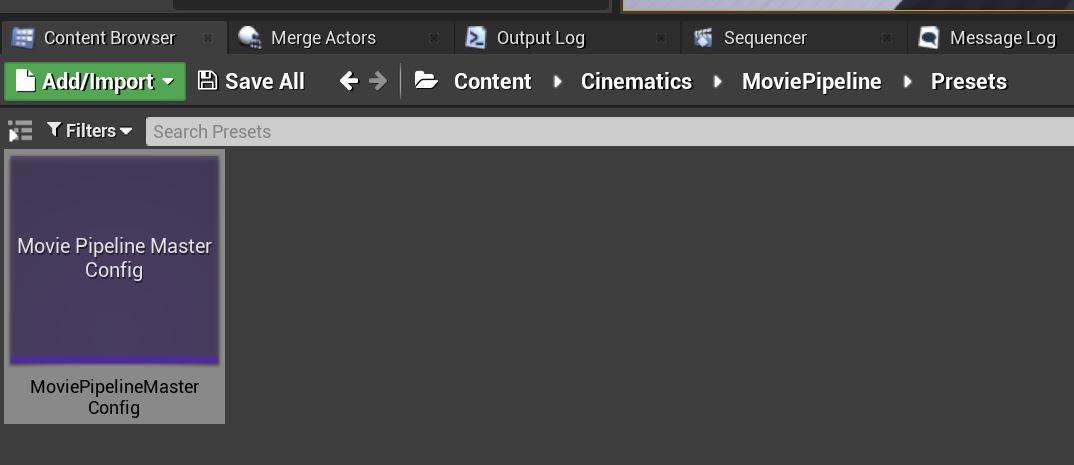 Content Browser
Merge Actors
Output Log
Sequencer
Message Log
Add/Import
Save All
Content
Cinematics
MoviePipeline
Presets
Filters
Search Presets
Movie Pipeline Master
Config
MoviePipelineMaster
Config